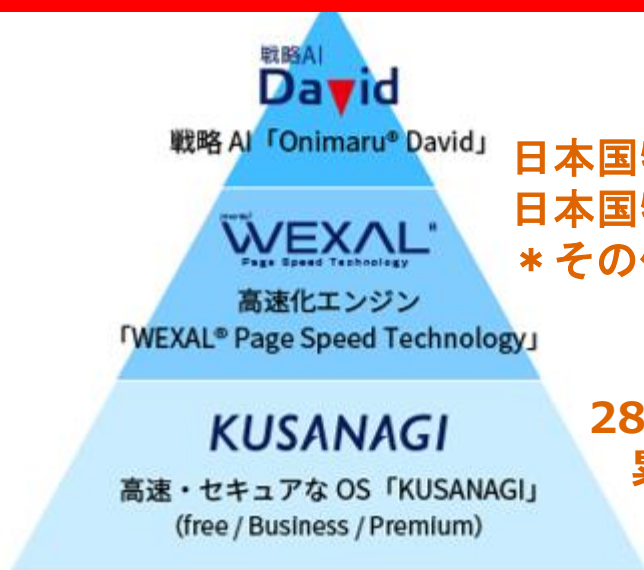 戦略AI
David
戦略 AI「Onimaru® David」
日本国
日本国
＊その
WEXAL®
Page Speed Technology
高速化エンジン
「WEXAL® Page Speed Technology」
28
KUSANAGI
高速・セキュアな OS「KUSANAGI」
(free / Business / Premium)